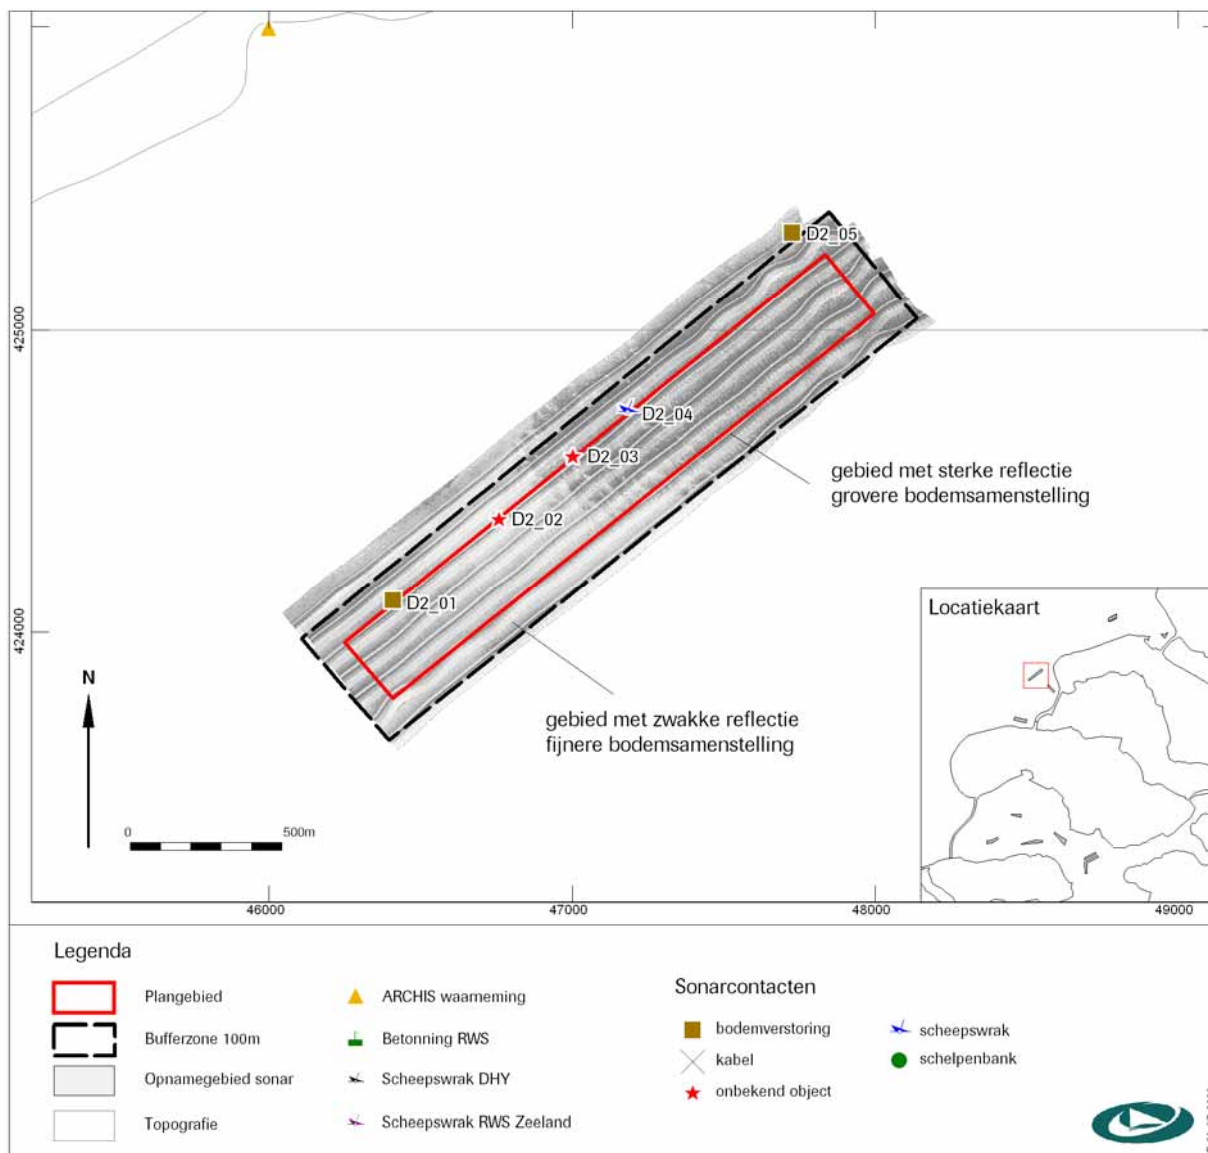 D2_05
425000
D2_04
D2_03
gebied met sterke reflectie
grovere bodemsamenstelling
D2_02
D2_01
Locatiekaart
424000
N
gebied met zwakke reflectie
fijnere bodemsamenstelling
0 500m
46000 47000 48000 49000
Legenda
Plangebied
Bufferzone 100m
Opnamegebied sonar
Topografie
ARCHIS waarneming
Betonning RWS
Scheepswrak DHY
Scheepswrak RWS Zeeland
Sonarcontacten
bodemverstoring
kabel
onbekend object
scheepswrak
schelpenbank